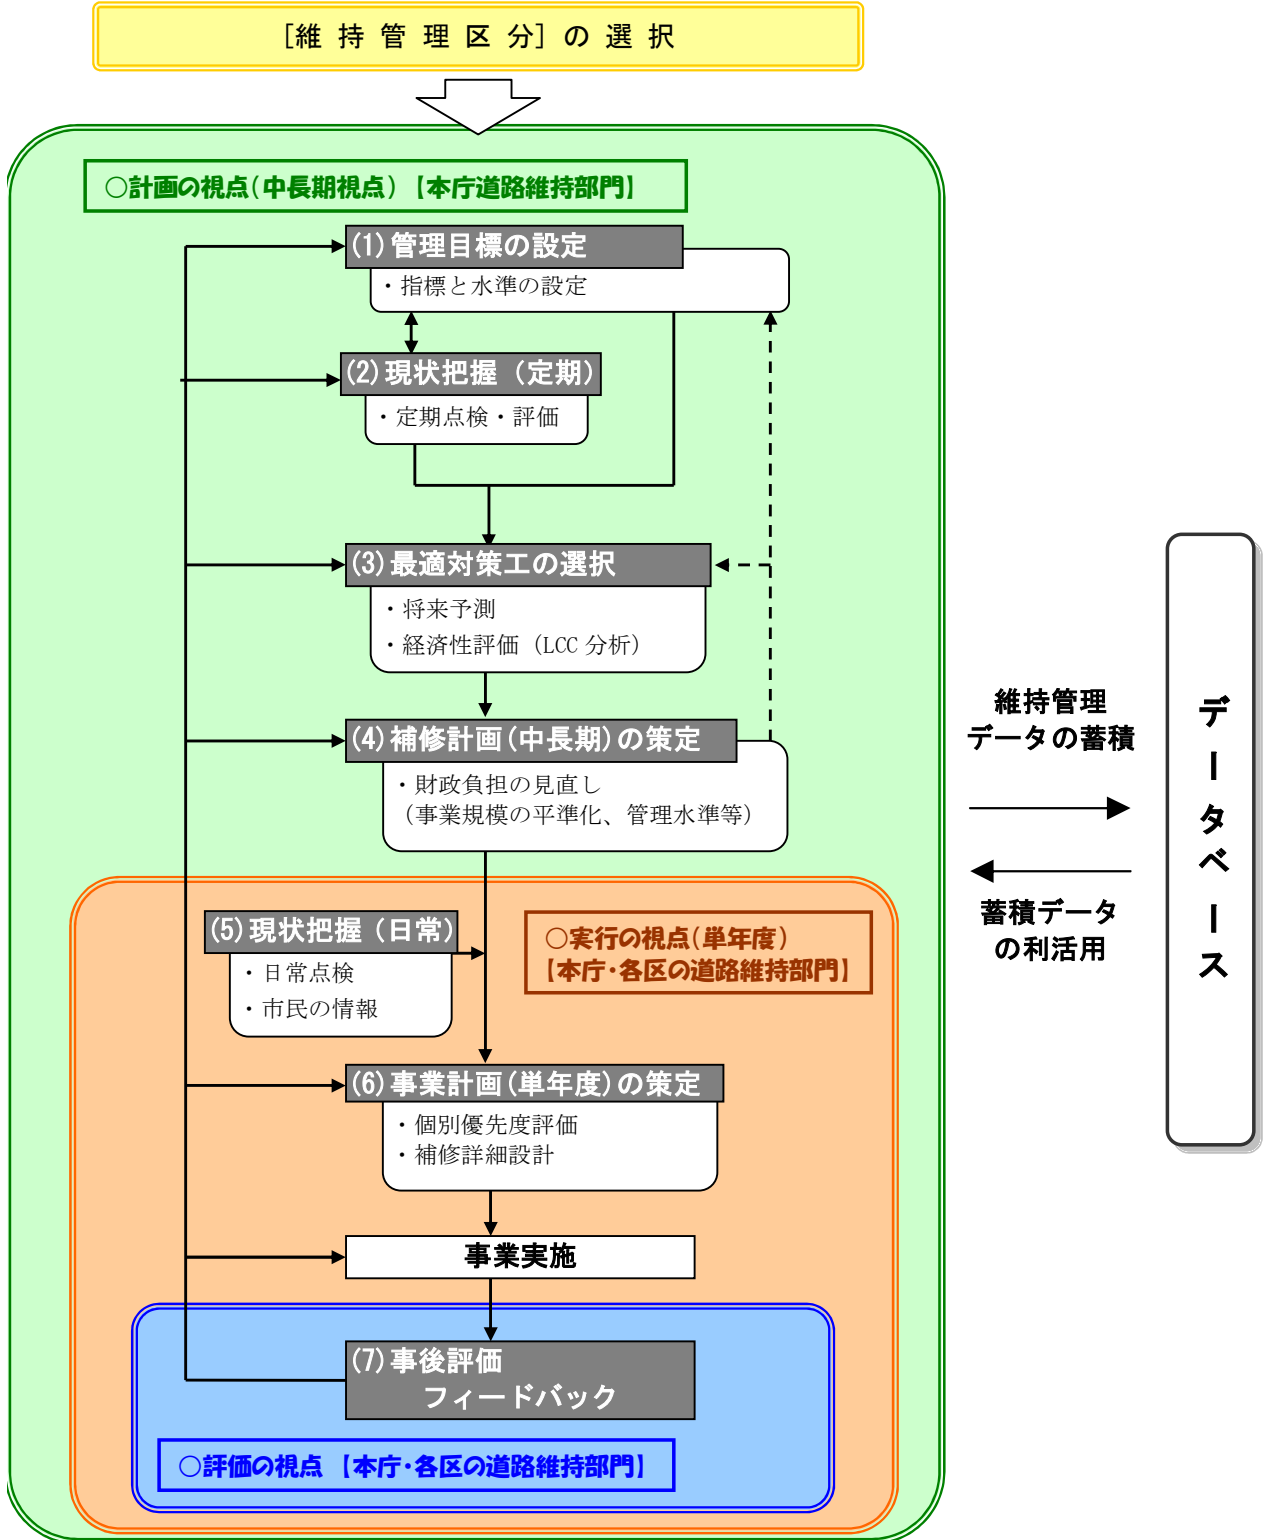 [維持管理区分]の選択
○計画の視点(中長期視点)【本庁道路維持部門】
(1)管理目標の設定
・指標と水準の設定
(2)現状把握（定期）
・定期点検・評価
(3)最適対策工の選択
・将来予測
・経済性評価（LCC 分析）
(4)補修計画(中長期)の策定
・財政負担の見直し
（事業規模の平準化、管理水準等）
(5)現状把握（日常）
・日常点検
・市民の情報
○実行の視点(単年度)
【本庁・各区の道路維持部門】
(6)事業計画(単年度)の策定
・個別優先度評価
・補修詳細設計
事業実施
(7)事後評価
フィードバック
○評価の視点【本庁・各区の道路維持部門】
維持管理
データの蓄積
蓄積データ
の利活用
データベース